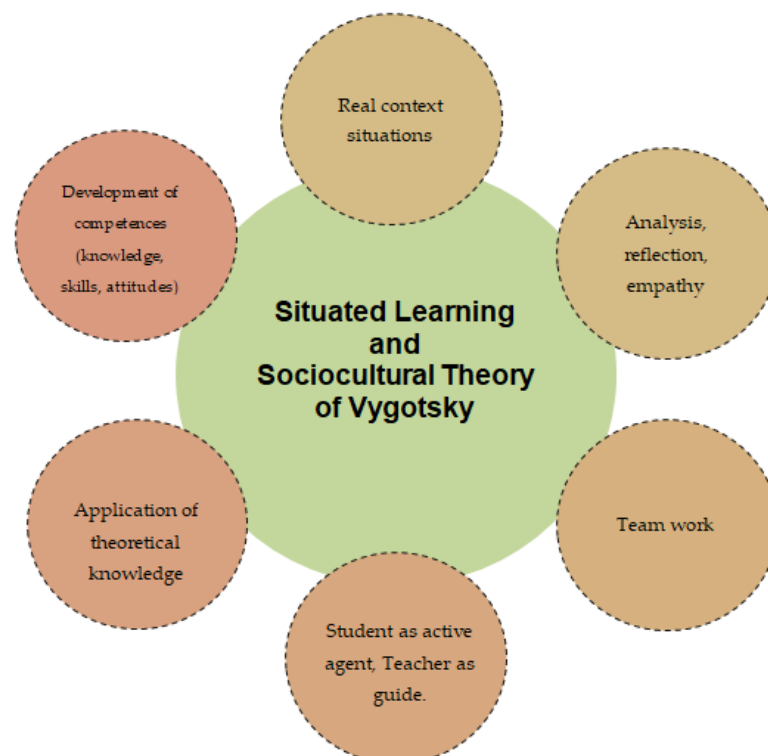 Real context
situations
Analysis,
reflection,
empathy
Team work
Student as active
agent, Teacher as
guide.
Application of
theoretical
knowledge
Development of
competences
(knowledge,
skills, attitudes)
Situated Learning
and
Sociocultural Theory
of Vygotsky